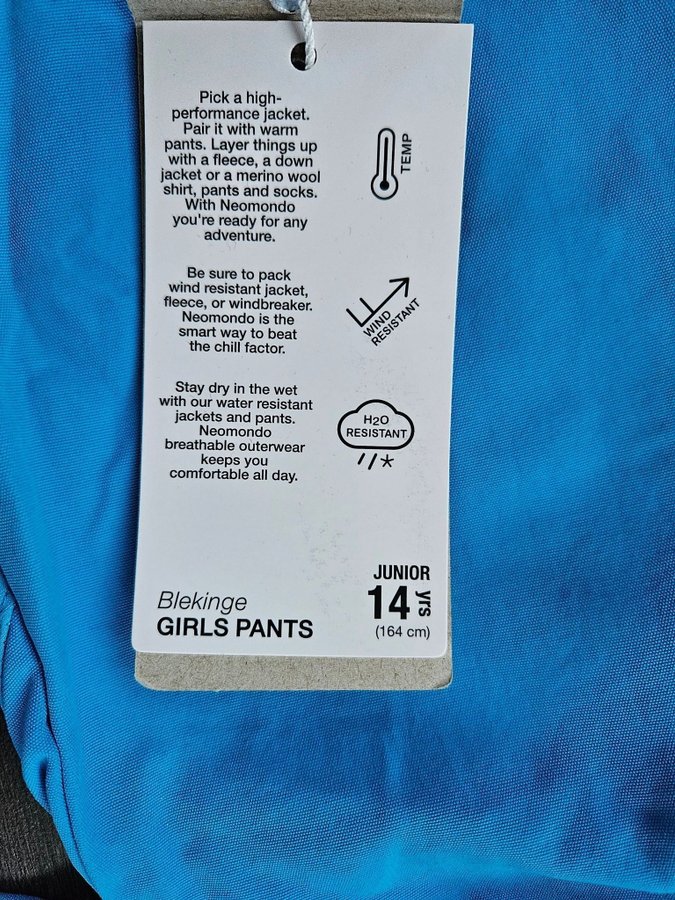 Pick a high-
performance jacket.
Pair it with warm
pants. Layer things up
with a fleece, a down
jacket or a merino wool
shirt, pants and socks.
With Neomondo
you're ready for any
adventure.
TEMP
Be sure to pack
wind resistant jacket,
fleece, or windbreaker.
Neomondo is the
smart way to beat
the chill factor.
WIND
RESISTANT
Stay dry in the wet
with our water resistant
jackets and pants.
Neomondo
breathable outerwear
keeps you
comfortable all day.
H2O
RESISTANT
Blekinge
GIRLS PANTS
JUNIOR
14 yrs
(164 cm)